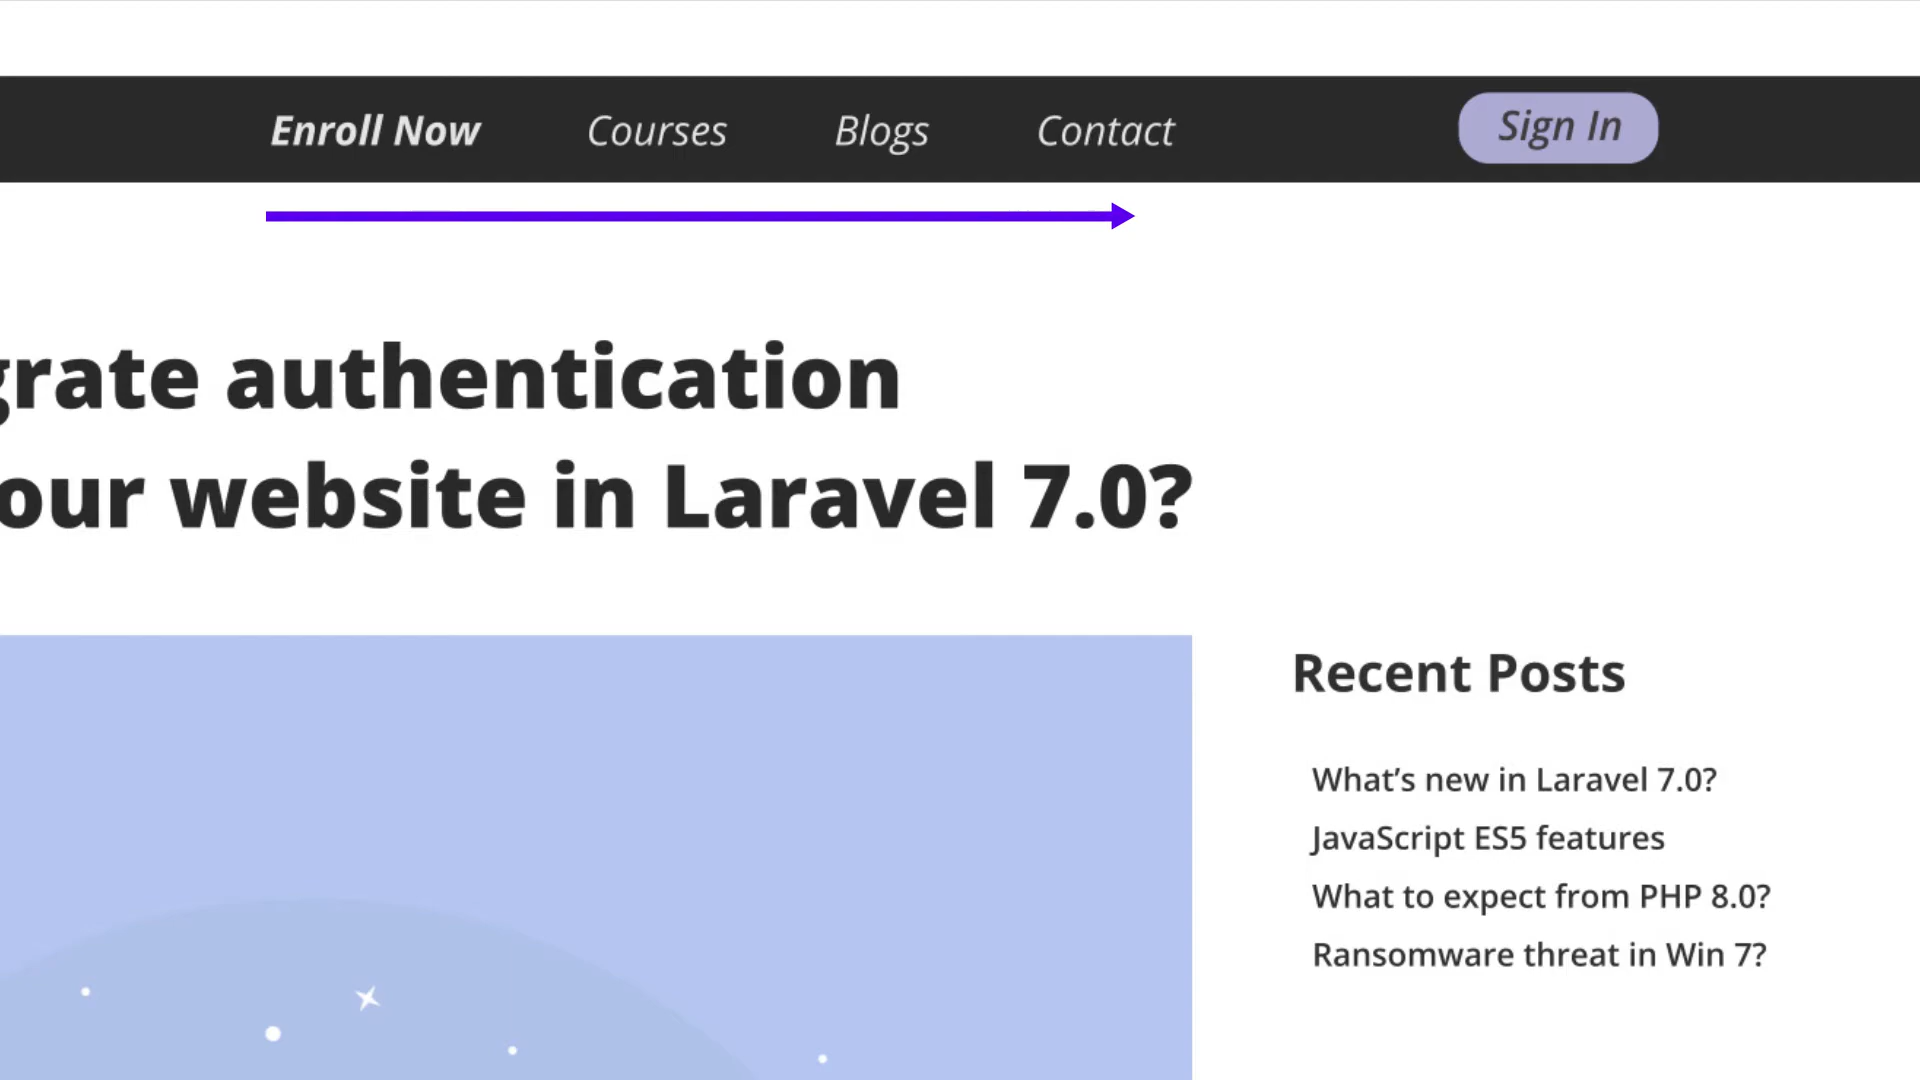 Enroll Now Courses Blogs Contact Sign In
grate authentication
our website in Laravel 7.0?
Recent Posts
What’s new in Laravel 7.0?
JavaScript ES5 features
What to expect from PHP 8.0?
Ransomware threat in Win 7?